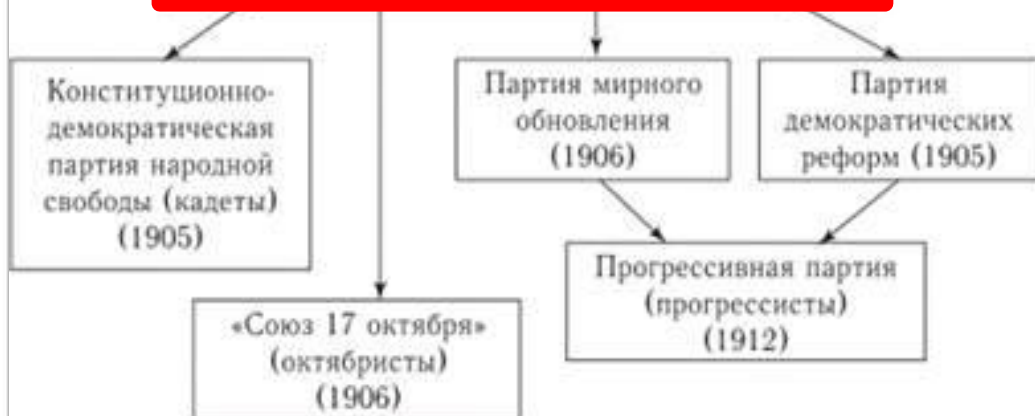 Конституционно-
демократическая
партия народной
свободы (кадеты)
(1905)
«Союз 17 октября»
(октябристы)
(1906)
Партия мирного
обновления
(1906)
Партия
демократических
реформ (1905)
Прогрессивная партия
(прогрессисты)
(1912)